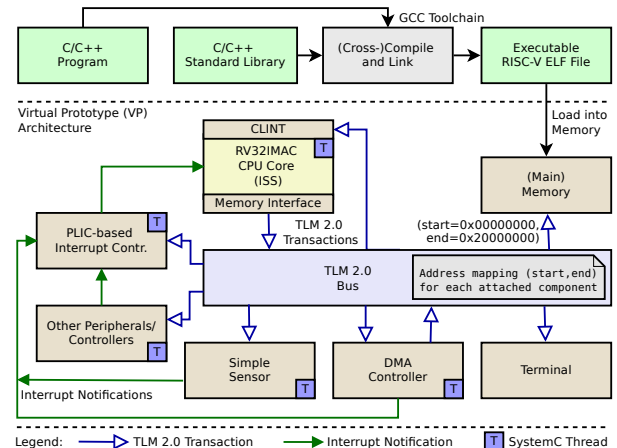 GCC Toolchain
C/C++
Program
C/C++
Standard Library
(Cross-)Compile
and Link
Executable
RISC-V ELF File
Virtual Prototype (VP)
Architecture
Load into
Memory
CLINT
RV32IMAC
CPU Core
(ISS)
T
Memory Interface
(Main)
Memory
PLIC-based
Interrupt Contr.
T
TLM 2.0
Transactions
(start=0x00000000,
end=0x20000000)
TLM 2.0
Bus
Address mapping (start,end)
for each attached component
Other Peripherals/
Controllers
T
Simple
Sensor
T
DMA
Controller
T
Terminal
Interrupt Notifications
Legend:
TLM 2.0 Transaction
Interrupt Notification
T
SystemC Thread